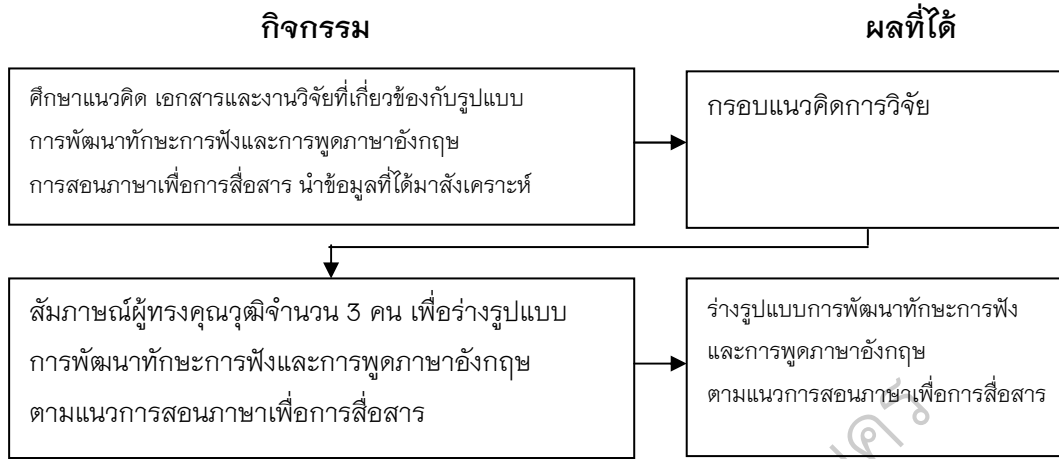 กิจกรรม
ผลที่ได้
ศึกษาแนวคิด เอกสารและงานวิจัยที่เกี่ยวข้องกับรูปแบบ
การพัฒนาทักษะการฟังและการพูดภาษาอังกฤษ
การสอนภาษาเพื่อการสื่อสาร นำข้อมูลที่ได้มาสังเคราะห์
กรอบแนวคิดการวิจัย
สัมภาษณ์ผู้ทรงคุณวุฒิจำนวน 3 คน เพื่อร่างรูปแบบ
การพัฒนาทักษะการฟังและการพูดภาษาอังกฤษ
ตามแนวการสอนภาษาเพื่อการสื่อสาร
ร่างรูปแบบการพัฒนาทักษะการฟัง
และการพูดภาษาอังกฤษ
ตามแนวการสอนภาษาเพื่อการสื่อสาร